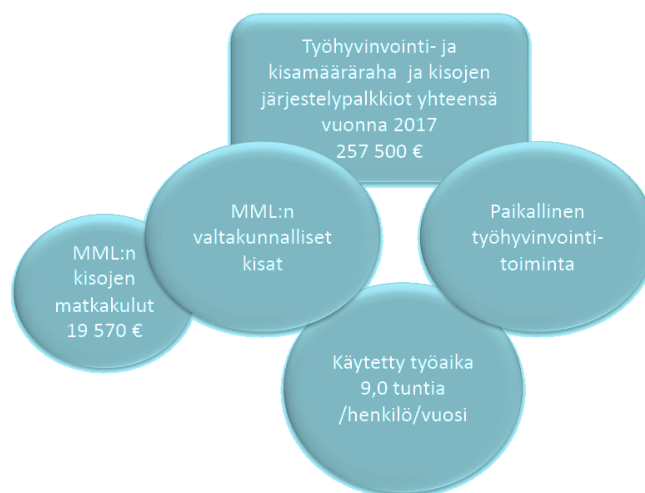 Työhyvinvointi- ja
kisamääräraha ja kisojen
järjestelypalkkiot yhteensä
vuonna 2017
257 500 €
MML:n
valtakunnalliset
kisat
Paikallinen
työhyvinvointi-
toiminta
MML:n
kisojen
matkakulut
19 570 €
Käytetty työaika
9,0 tuntia
/henkilö/vuosi